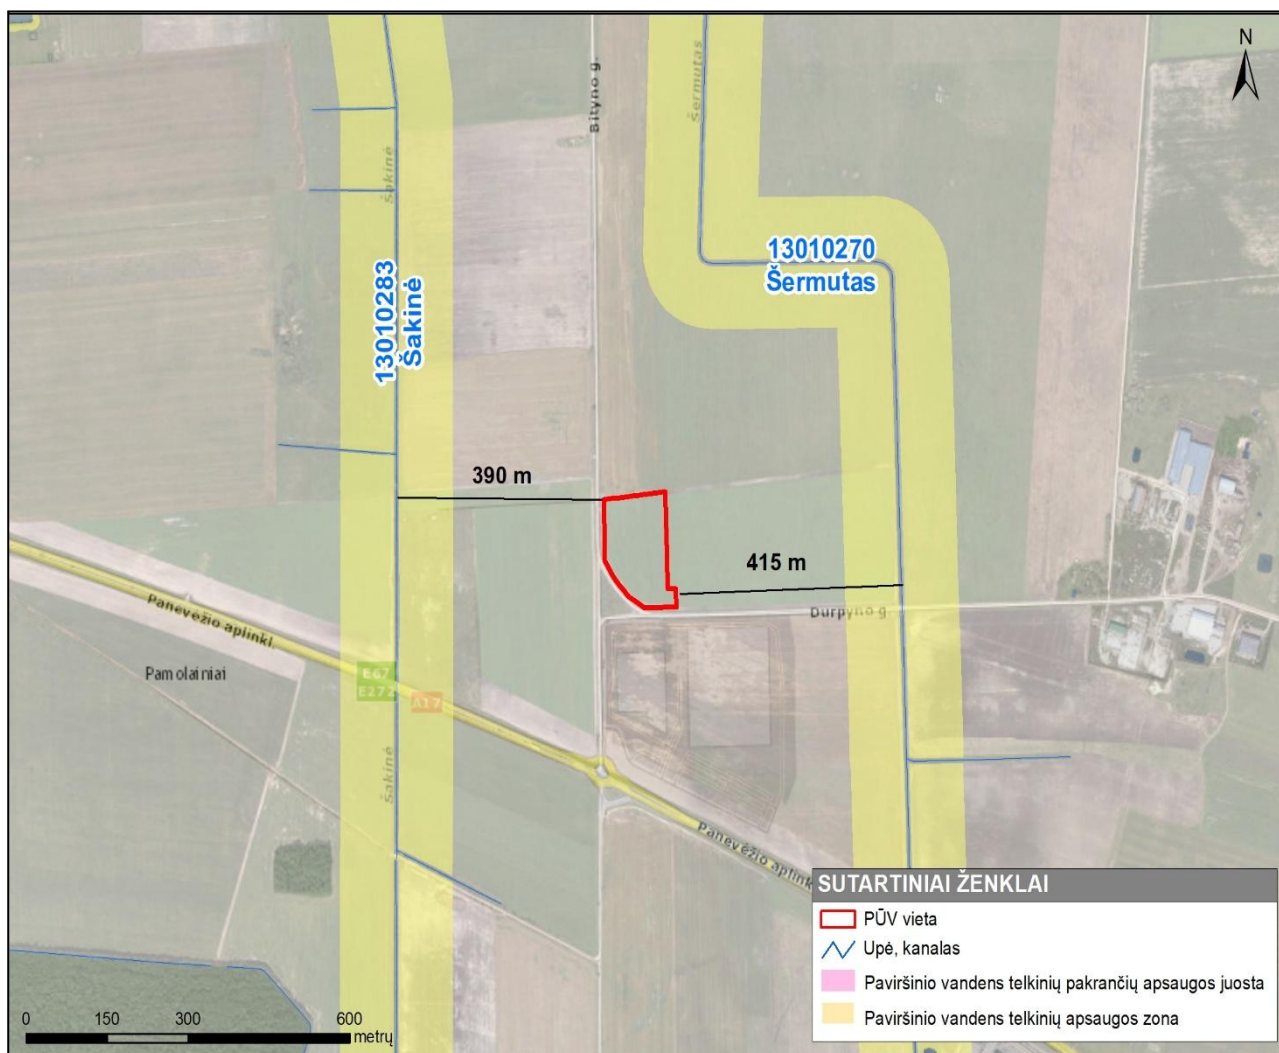 N
Bityno g.
Šermutas
Šakinė
13010283
Šakinė
13010270
Šermutas
390 m
415 m
Durpyno g.
Panevėžio aplinkl.
Pamolainiai
E67
E272
A17
Šakinė
Panevėžio aplinkl
SUTARTINIAI ŽENKLAI
PŪV vieta
Upė, kanalas
Paviršinio vandens telkinių pakrančių apsaugos juosta
Paviršinio vandens telkinių apsaugos zona
0 150 300 600
metrų